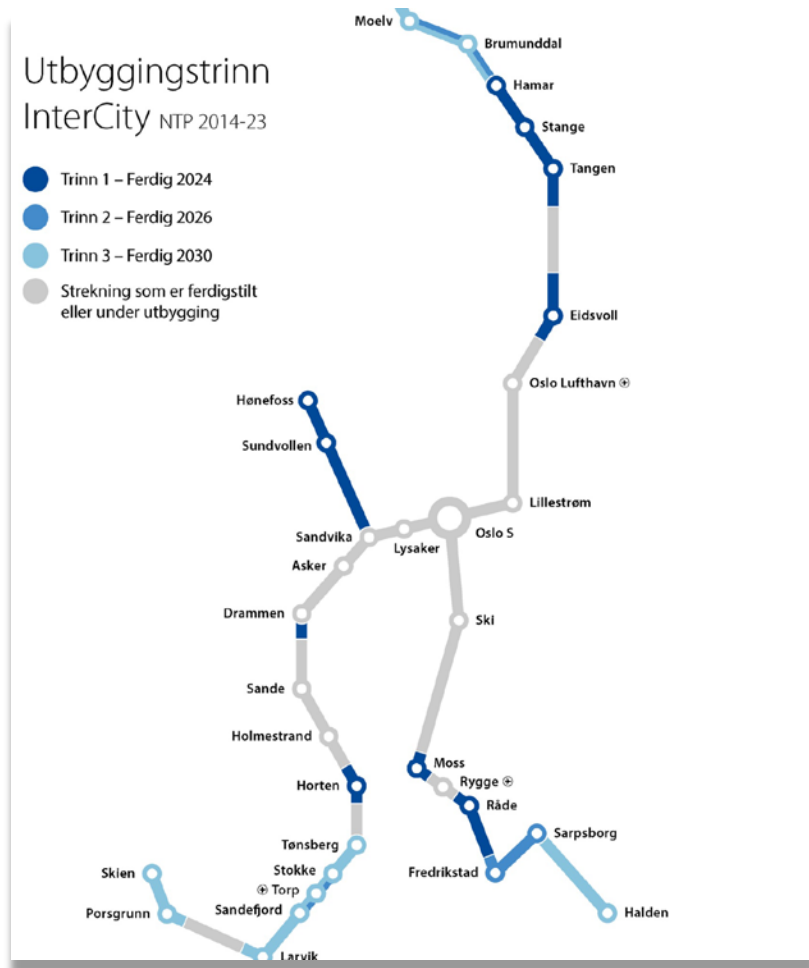 Moelv
Brumunddal
Utbyggingstrinn
InterCity NTP 2014-23
Hamar
Stange
Trinn 1 – Ferdig 2024
Tangen
Trinn 2 – Ferdig 2026
Trinn 3 – Ferdig 2030
Strekning som er ferdigstilt
eller under utbygging
Eidsvoll
Oslo Lufthavn
Hønefoss
Sundvollen
Lillestrøm
Sandvika
Oslo S
Lysaker
Asker
Drammen
Ski
Sande
Holmestrand
Moss
Horten
Rygge
Råde
Tønsberg
Sarpsborg
Stokke
Skien
Fredrikstad
Torp
Sandefjord
Porsgrunn
Halden
Larvik